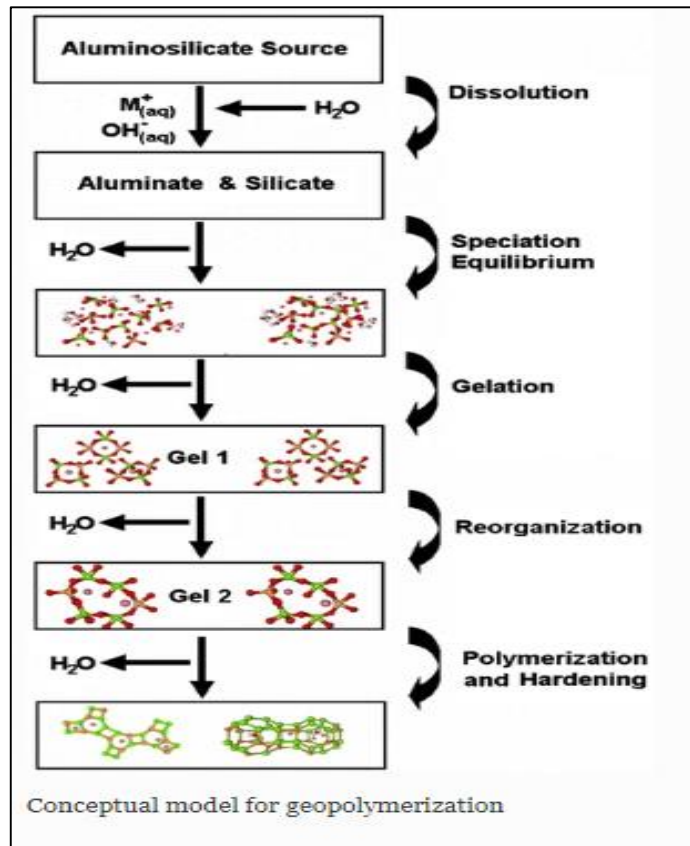 Aluminosilicate Source
M⁺(aq)
OH⁻(aq)
H₂O
Dissolution
Aluminate & Silicate
H₂O
Speciation
Equilibrium
H₂O
Gelation
Gel 1
H₂O
Reorganization
Gel 2
H₂O
Polymerization
and Hardening
Conceptual model for geopolymerization